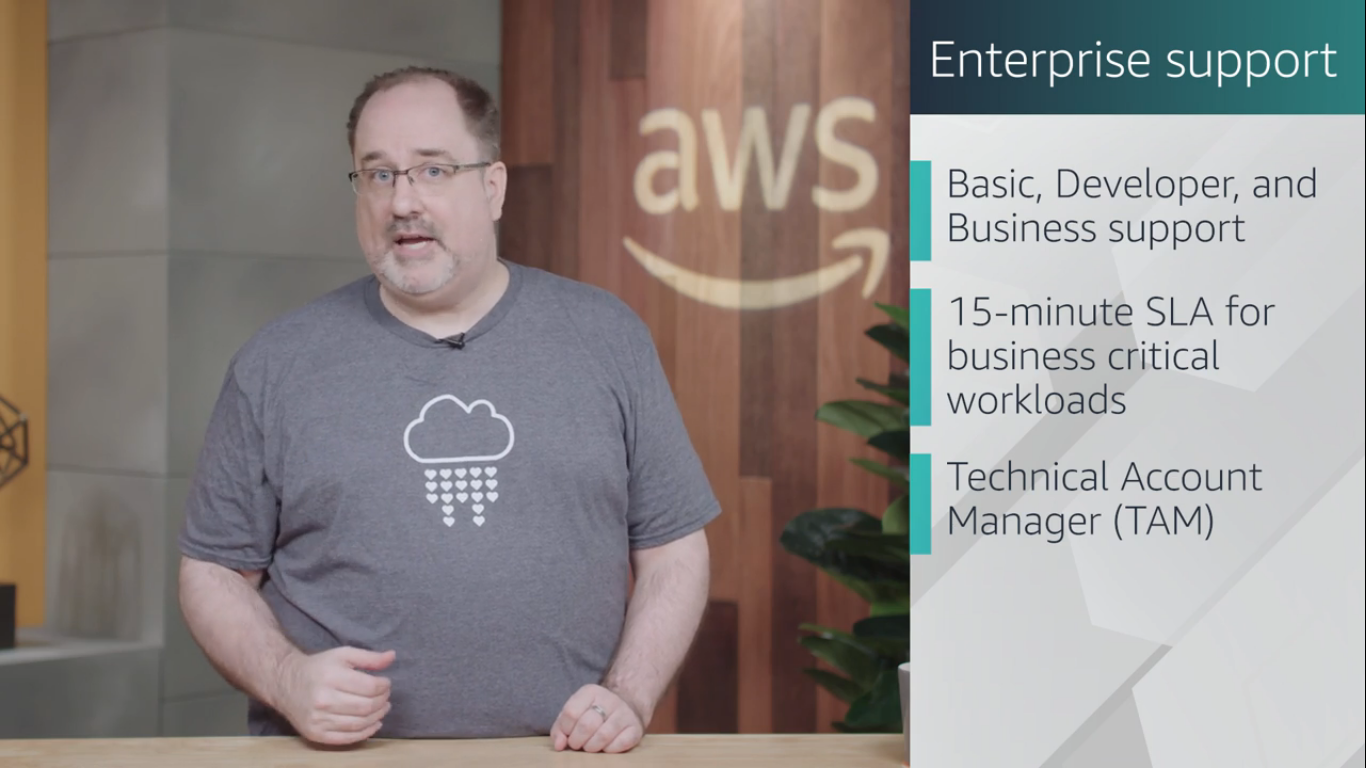 aws
Enterprise support
Basic, Developer, and
Business support
15-minute SLA for
business critical
workloads
Technical Account
Manager (TAM)